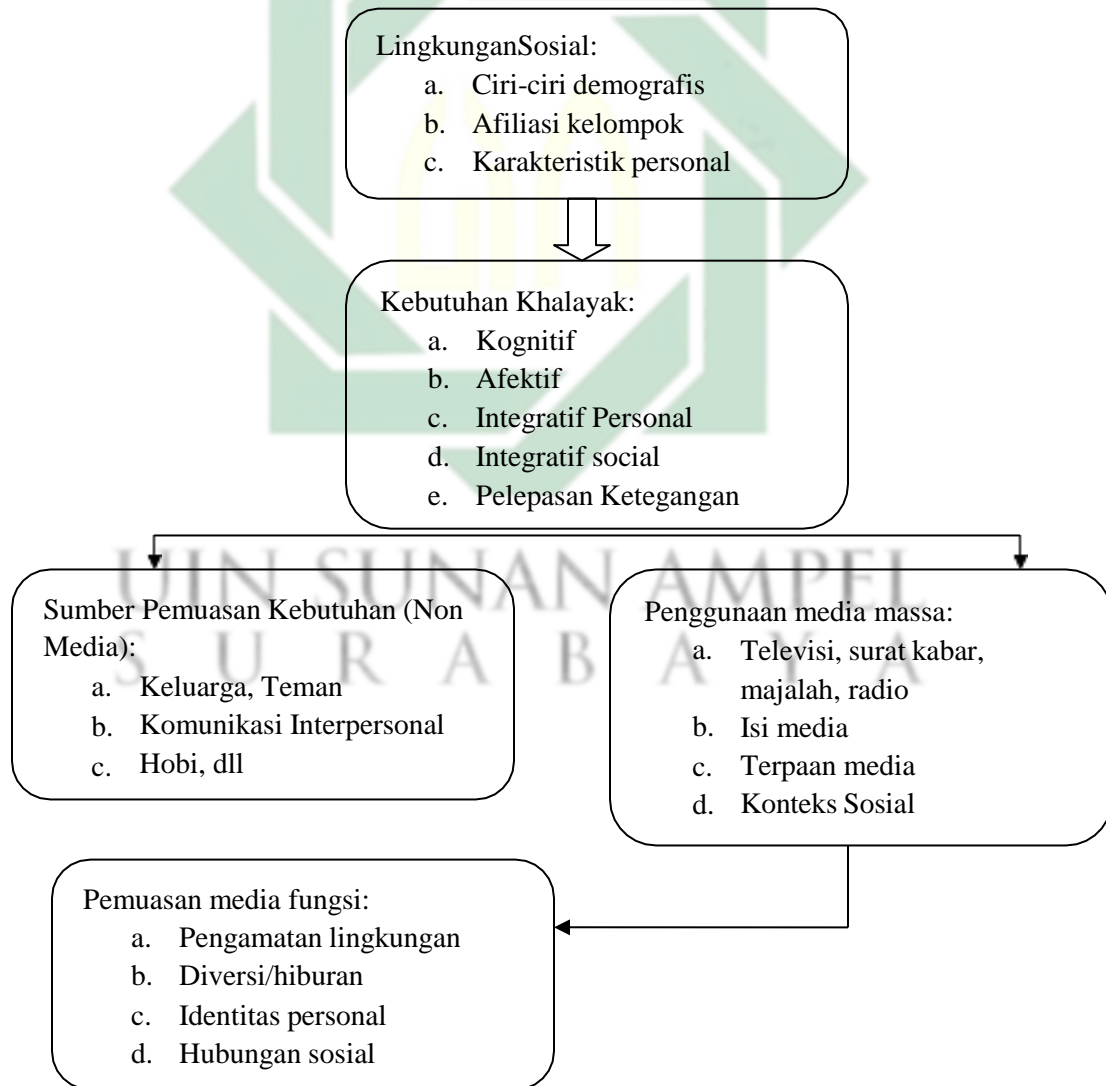 LingkunganSosial:
a. Ciri-ciri demografis
b. Afiliasi kelompok
c. Karakteristik personal
Kebutuhan Khalayak:
a. Kognitif
b. Afektif
c. Integratif Personal
d. Integratif social
e. Pelepasan Ketegangan
UIN SUNAN AMPEL
S U R A B A Y A
Sumber Pemuasan Kebutuhan (Non
Media):
a. Keluarga, Teman
b. Komunikasi Interpersonal
c. Hobi, dll
Penggunaan media massa:
a. Televisi, surat kabar,
majalah, radio
b. Isi media
c. Terpaan media
d. Konteks Sosial
Pemuasan media fungsi:
a. Pengamatan lingkungan
b. Diversi/hiburan
c. Identitas personal
d. Hubungan sosial